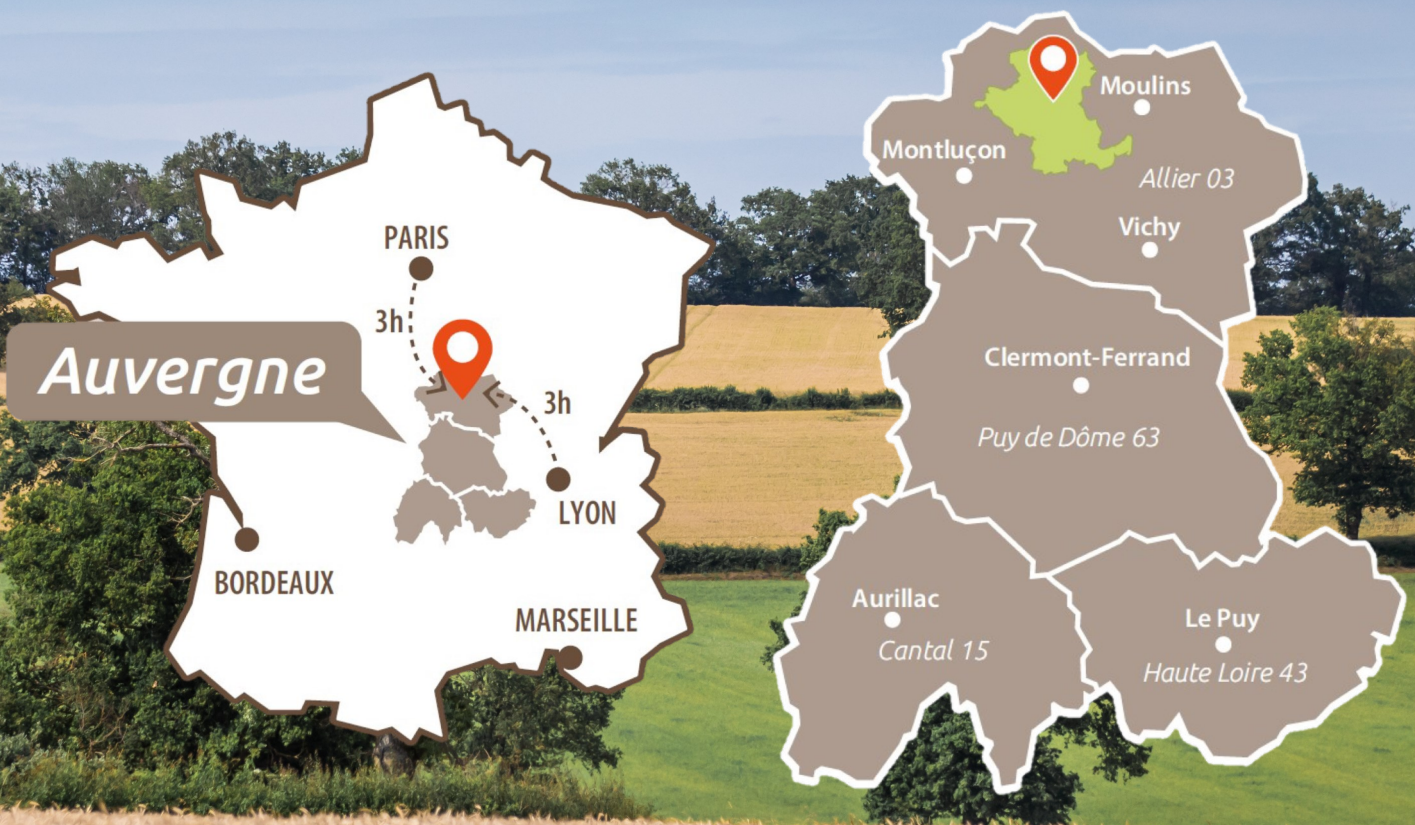 PARIS
3h
Auvergne
3h
LYON
BORDEAUX
MARSEILLE
Moulins
Montluçon
Allier 03
Vichy
Clermont-Ferrand
Puy de Dôme 63
Aurillac
Cantal 15
Le Puy
Haute Loire 43